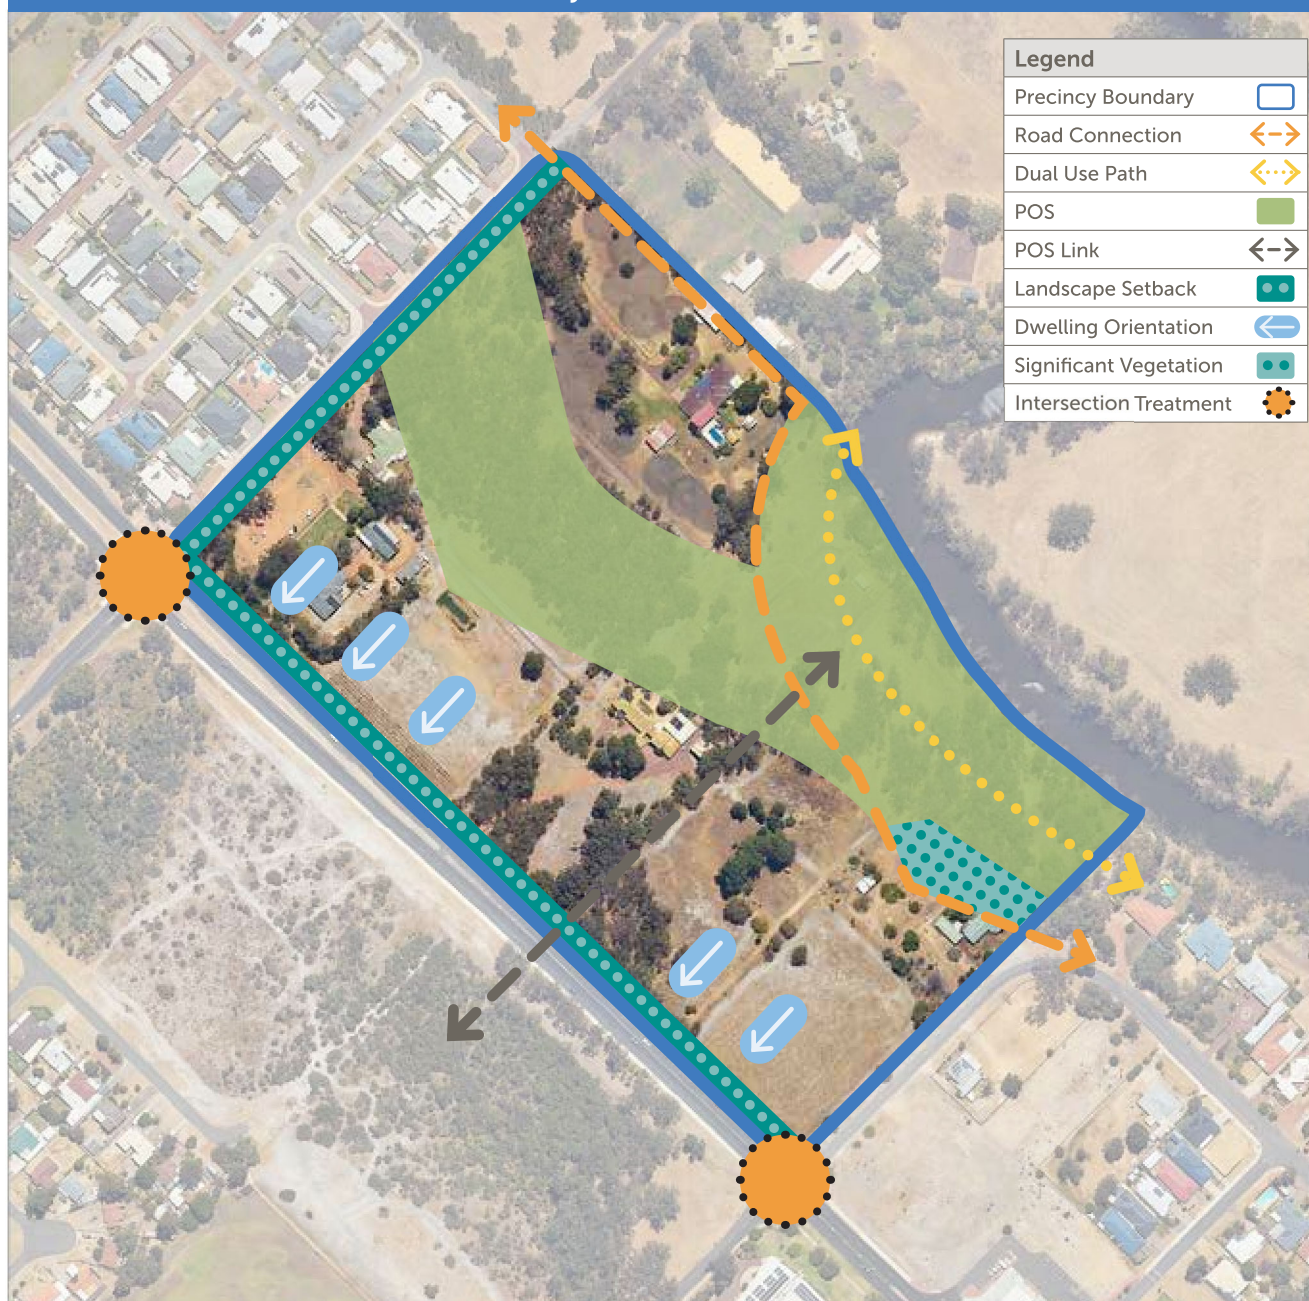 Legend
Precincy Boundary
Road Connection
Dual Use Path
POS
POS Link
Landscape Setback
Dwelling Orientation
Significant Vegetation
Intersection Treatment